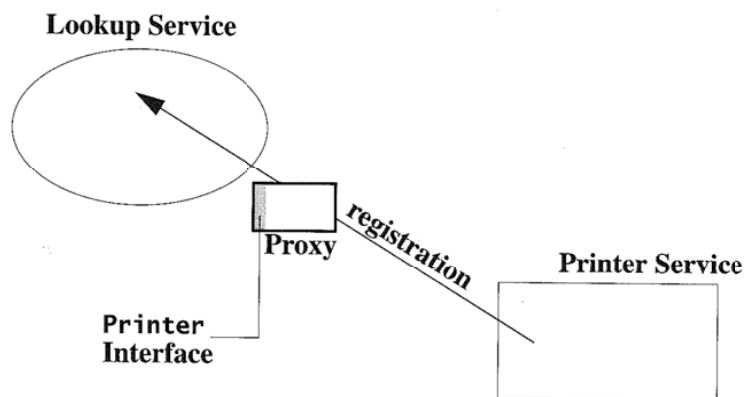 Lookup Service
registration
Proxy
Printer Service
Printer
Interface